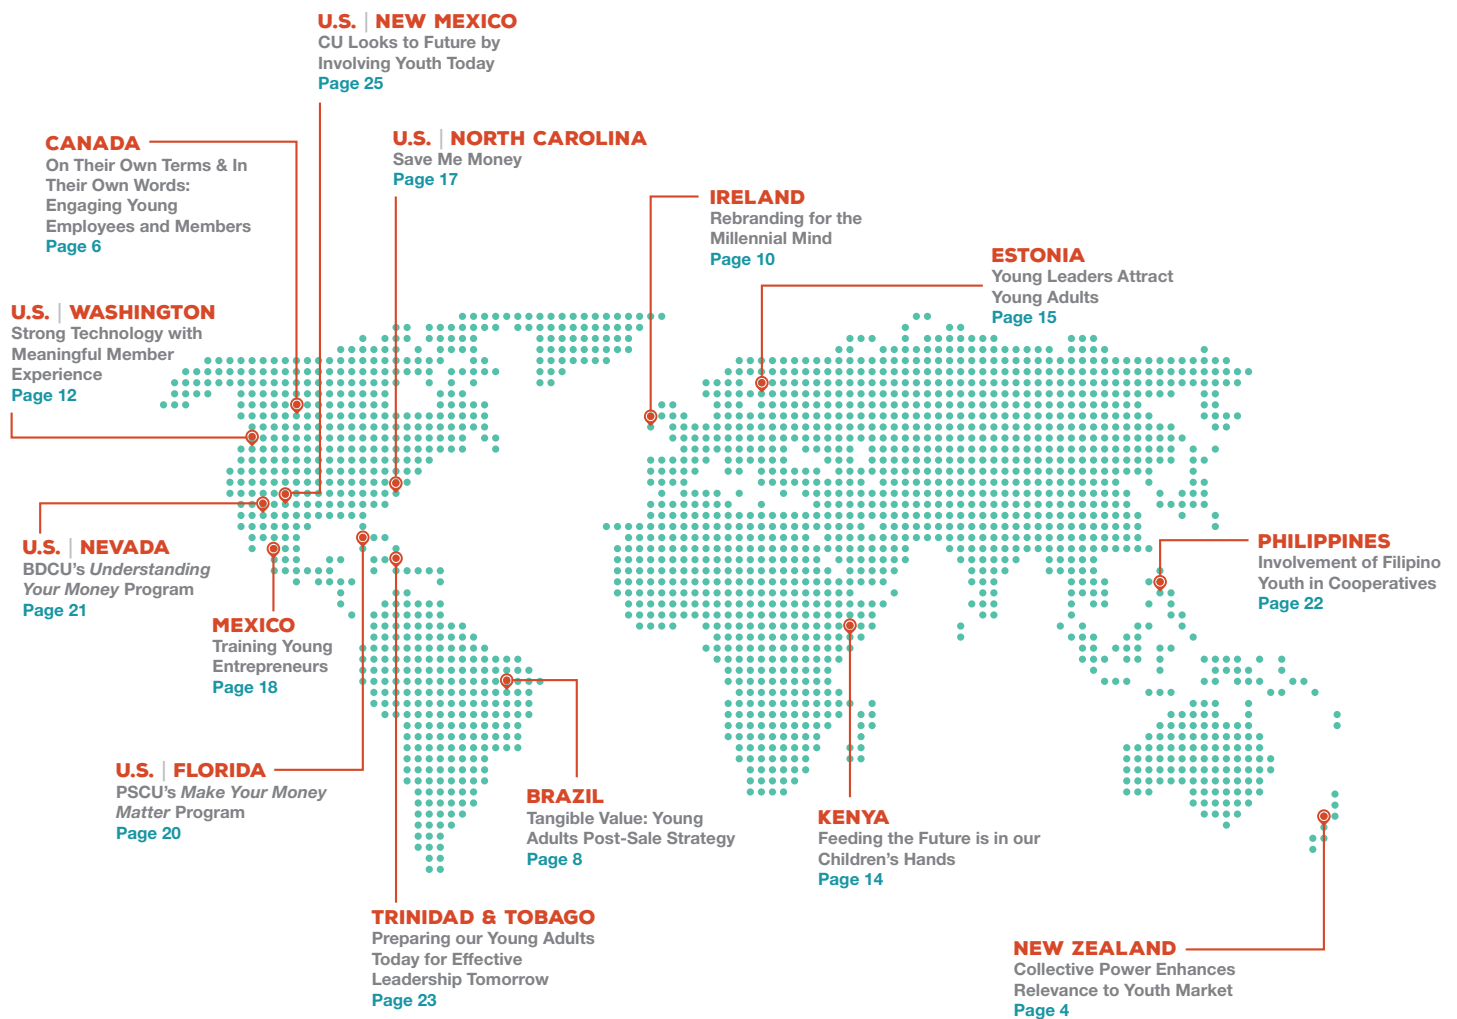 U.S. | NEW MEXICO
CU Looks to Future by
Involving Youth Today
Page 25
CANADA
On Their Own Terms & In
Their Own Words:
Engaging Young
Employees and Members
Page 6
U.S. | NORTH CAROLINA
Save Me Money
Page 17
IRELAND
Rebranding for the
Millennial Mind
Page 10
ESTONIA
Young Leaders Attract
Young Adults
Page 15
U.S. | WASHINGTON
Strong Technology with
Meaningful Member
Experience
Page 12
U.S. | NEVADA
BDCU's Understanding
Your Money Program
Page 21
PHILIPPINES
Involvement of Filipino
Youth in Cooperatives
Page 22
MEXICO
Training Young
Entrepreneurs
Page 18
U.S. | FLORIDA
PSCU's Make Your Money
Matter Program
Page 20
BRAZIL
Tangible Value: Young
Adults Post-Sale Strategy
Page 8
KENYA
Feeding the Future is in our
Children's Hands
Page 14
TRINIDAD & TOBAGO
Preparing our Young Adults
Today for Effective
Leadership Tomorrow
Page 23
NEW ZEALAND
Collective Power Enhances
Relevance to Youth Market
Page 4